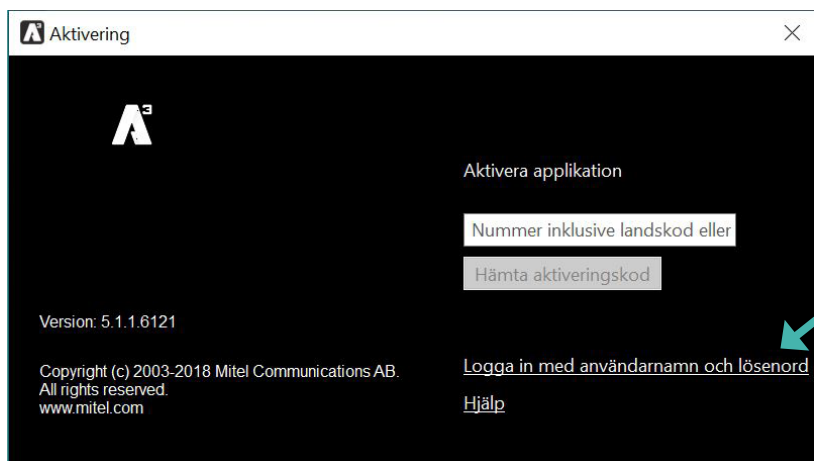 Aktivering
A3
Aktivera applikation
Nummer inklusive landskod eller
Hämta aktiveringskod
Version: 5.1.1.6121
Copyright (c) 2003-2018 Mitel Communications AB.
All rights reserved.
www.mitel.com
Logga in med användarnamn och lösenord
Hjälp